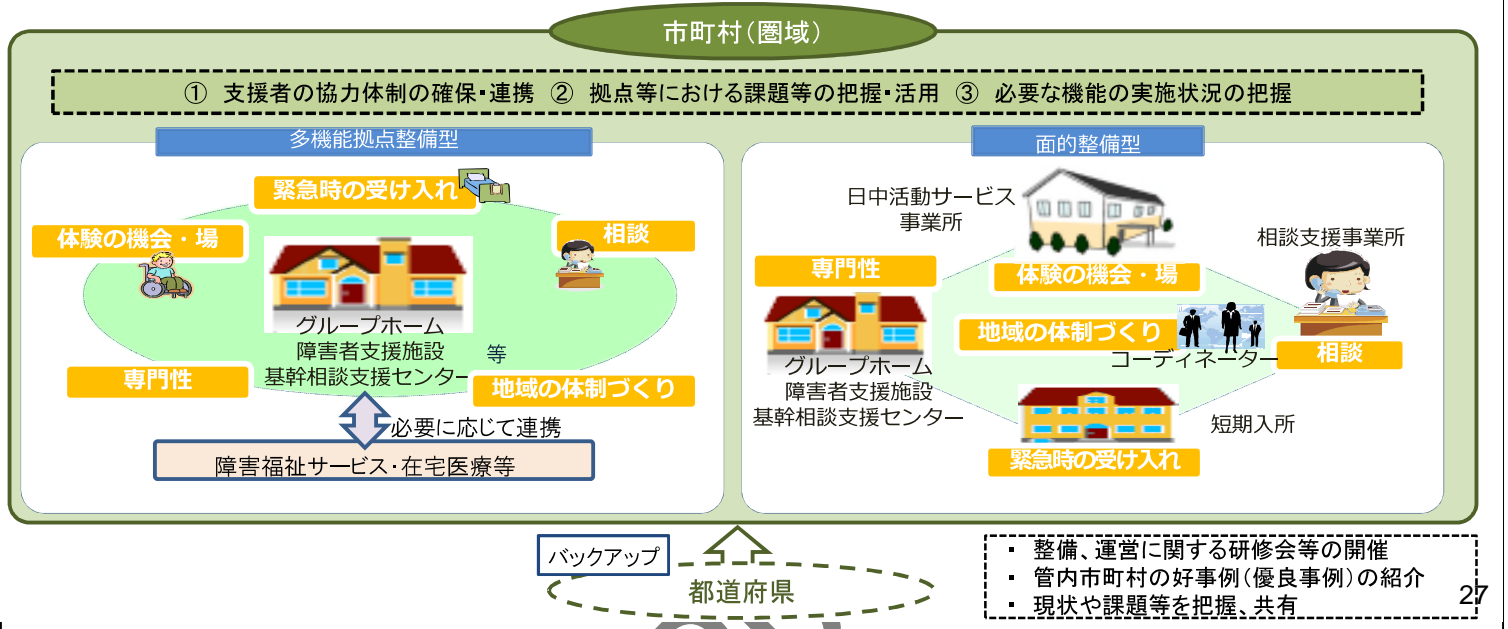 市町村(圏域)
① 支援者の協力体制の確保・連携 ② 拠点等における課題等の把握・活用 ③ 必要な機能の実施状況の把握
多機能拠点整備型
緊急時の受け入れ
体験の機会・場
相談
グループホーム
障害者支援施設
基幹相談支援センター
等
専門性
地域の体制づくり
必要に応じて連携
障害福祉サービス・在宅医療等
面的整備型
日中活動サービス
事業所
相談支援事業所
専門性
体験の機会・場
地域の体制づくり
コーディネーター
相談
グループホーム
障害者支援施設
基幹相談支援センター
短期入所
緊急時の受け入れ
バックアップ
都道府県
・ 整備、運営に関する研修会等の開催
・ 管内市町村の好事例(優良事例)の紹介
・ 現状や課題等を把握、共有
27